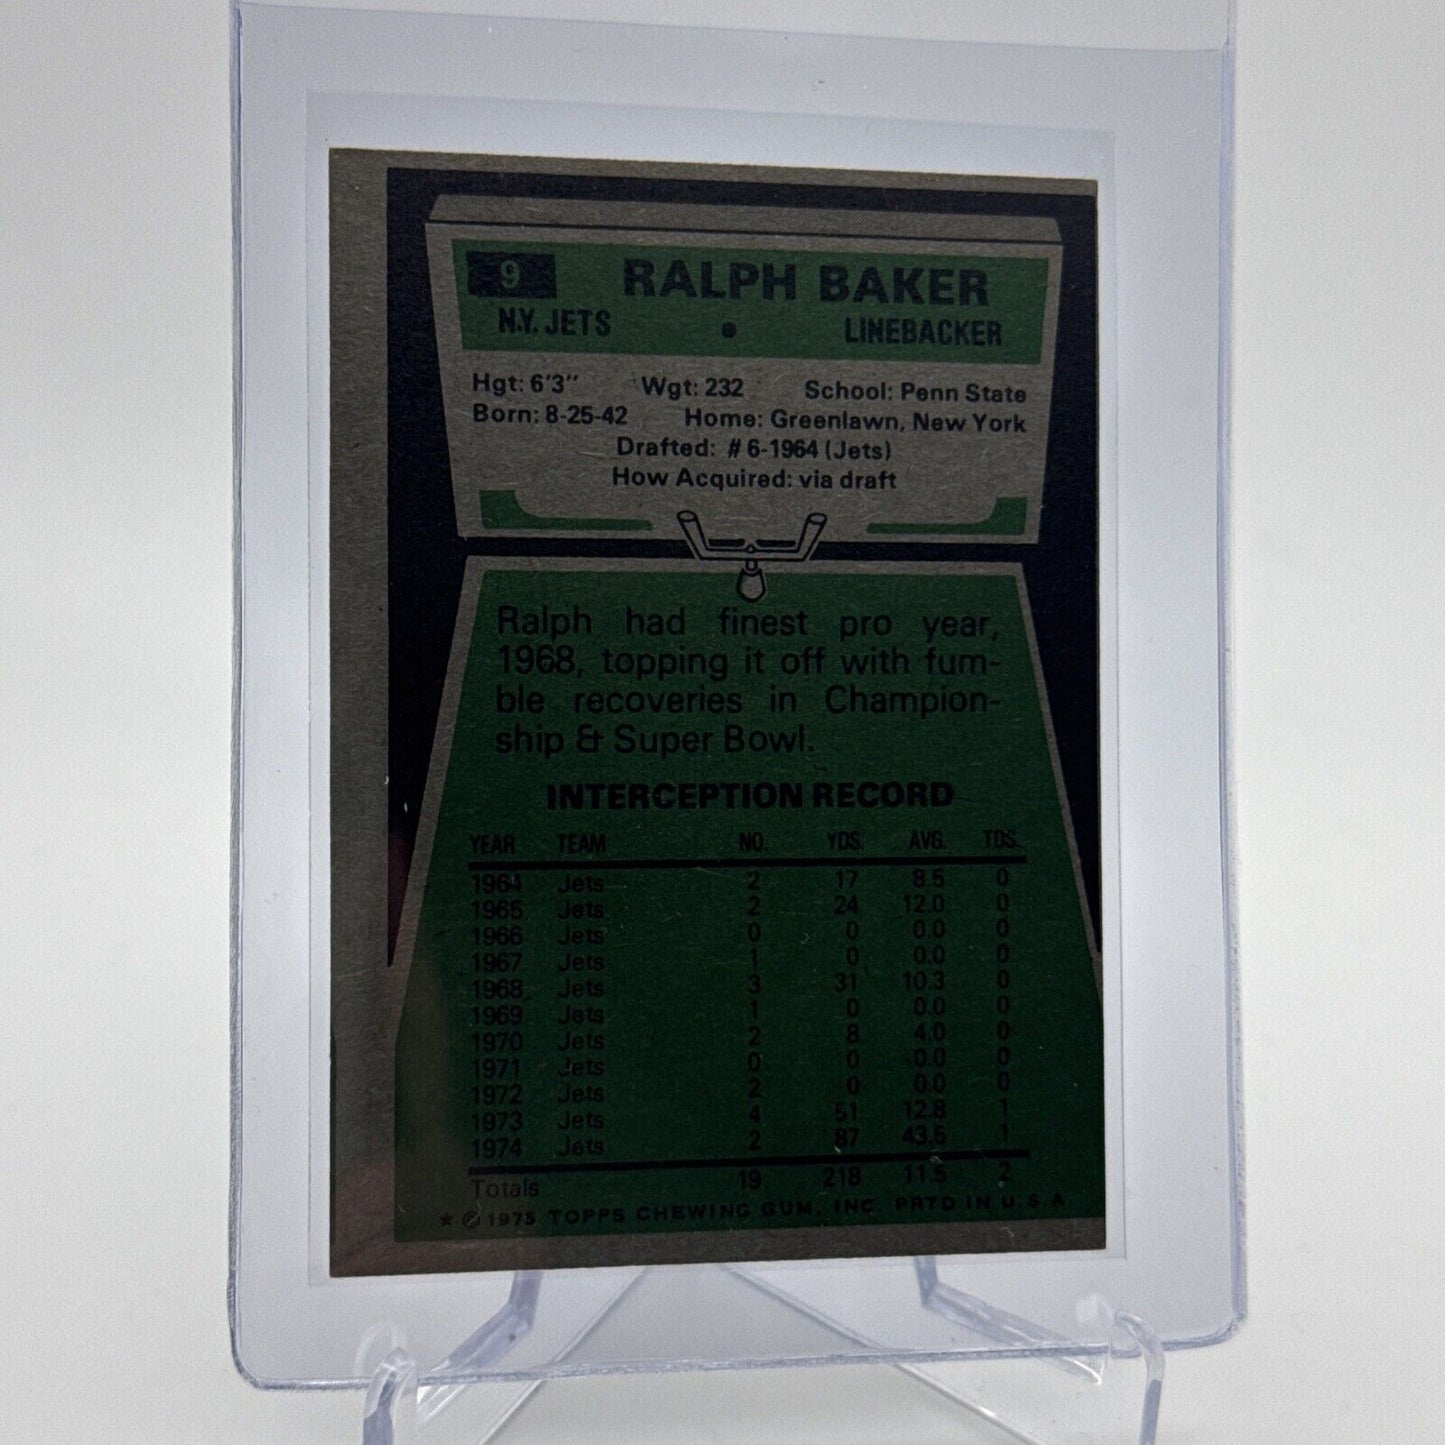 9 RALPH BAKER
N.Y. JETS • LINEBACKER
Hgt: 6'3" Wgt: 232 School: Penn State
Born: 8-25-42 Home: Greenlawn, New York
Drafted: #6-1964 (Jets)
How Acquired: via draft
Ralph had finest pro year,
1968, topping it off with fum-
ble recoveries in Champion-
ship & Super Bowl.
INTERCEPTION RECORD
YEAR TEAM NO. YDS. AVG. TDS.
1964 Jets 2 17 8.5 0
1965 Jets 2 24 12.0 0
1966 Jets 0 0 0.0 0
1967 Jets 1 0 0.0 0
1968 Jets 3 31 10.3 0
1969 Jets 1 0 0.0 0
1970 Jets 2 8 4.0 0
1971 Jets 0 0 0.0 0
1972 Jets 2 0 0.0 0
1973 Jets 4 51 12.8 1
1974 Jets 2 87 43.5 1
Totals 19 218 11.5 2
* © 1975 TOPPS CHEWING GUM, INC. PRTD IN U.S.A